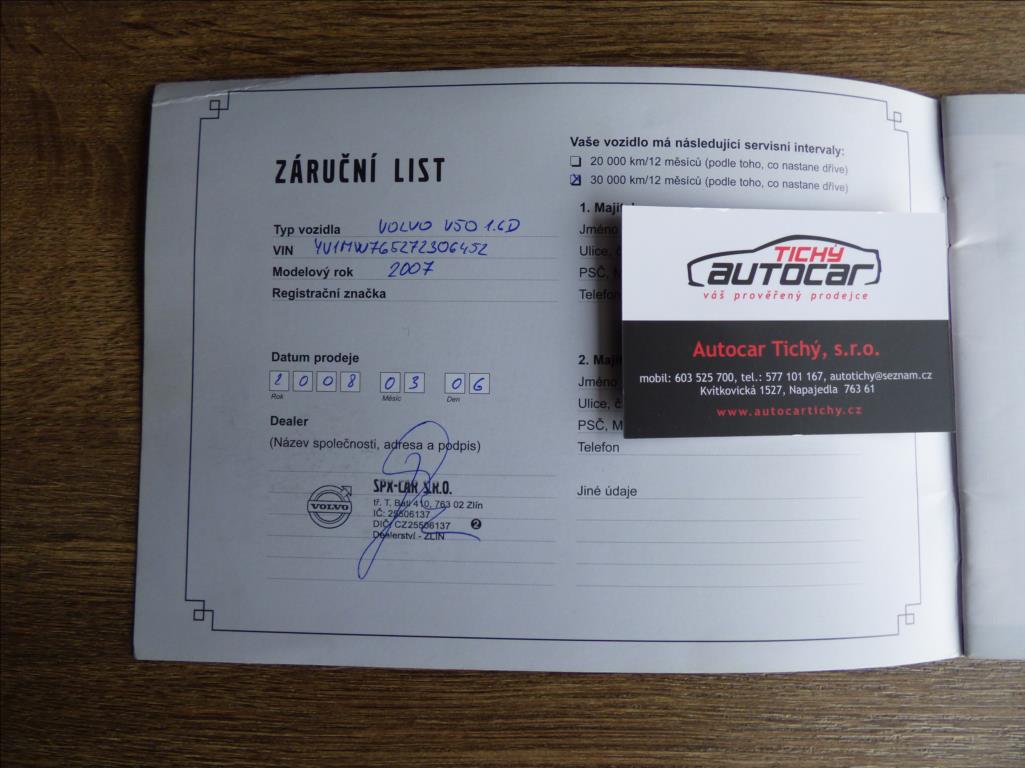 ZÁRUČNÍ LIST
Typ vozidla VOLVO V50 1.6D
VIN YV1MW765272306452
Modelový rok 2007
Registrační značka
Datum prodeje
2008 03 06
Rok Měsíc Den
Dealer
(Název společnosti, adresa a podpis)
VOLVO
SPX-CAR S.R.O.
tř. T. Bati 410, 763 02 Zlín
IČ: 25506137
DIČ: CZ25506137 2
Dealerství - ZLÍN
Vaše vozidlo má následující servisní intervaly:
20 000 km/12 měsíců (podle toho, co nastane dříve)
30 000 km/12 měsíců (podle toho, co nastane dříve)
1.
Jméno
Ulice,
PSČ,
Telefon
2.
Jméno
Ulice, č
PSČ, M
Telefon
Jiné údaje
TICHÝ
AUTOCAR
váš prověřený prodejce
Autocar Tichý, s.r.o.
mobil: 603 525 700, tel.: 577 101 167, autotichy@seznam.cz
Kvítkovická 1527, Napajedla 763 61
www.autocartichy.cz